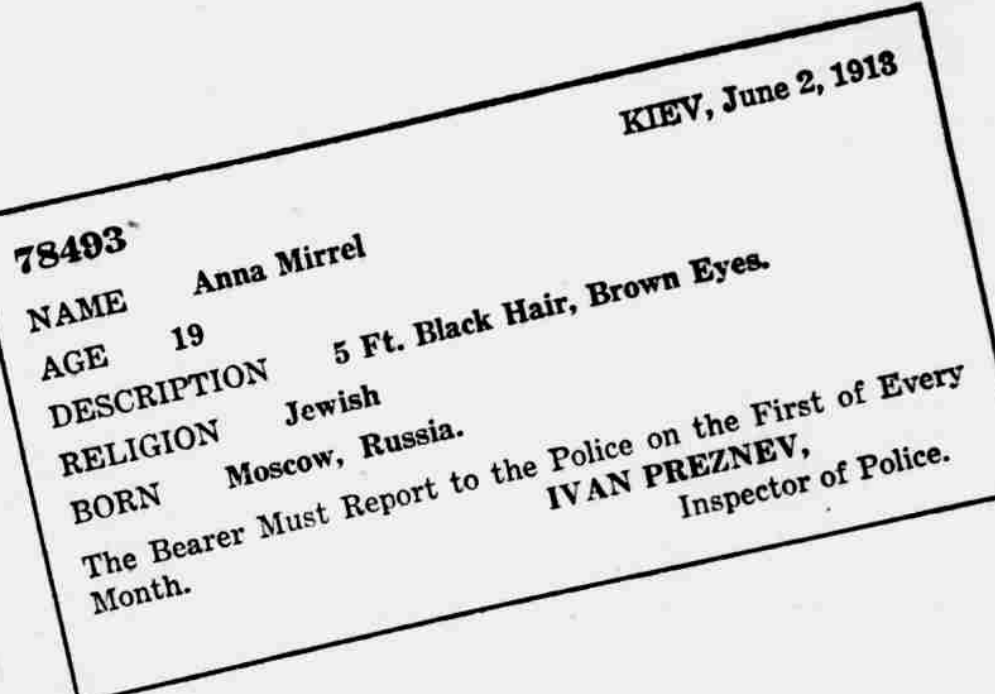 KIEV, June 2, 1913
78493
NAME Anna Mirrel
AGE 19
DESCRIPTION 5 Ft. Black Hair, Brown Eyes.
RELIGION Jewish
BORN Moscow, Russia.
The Bearer Must Report to the Police on the First of Every
Month.
IVAN PREZNEV,
Inspector of Police.